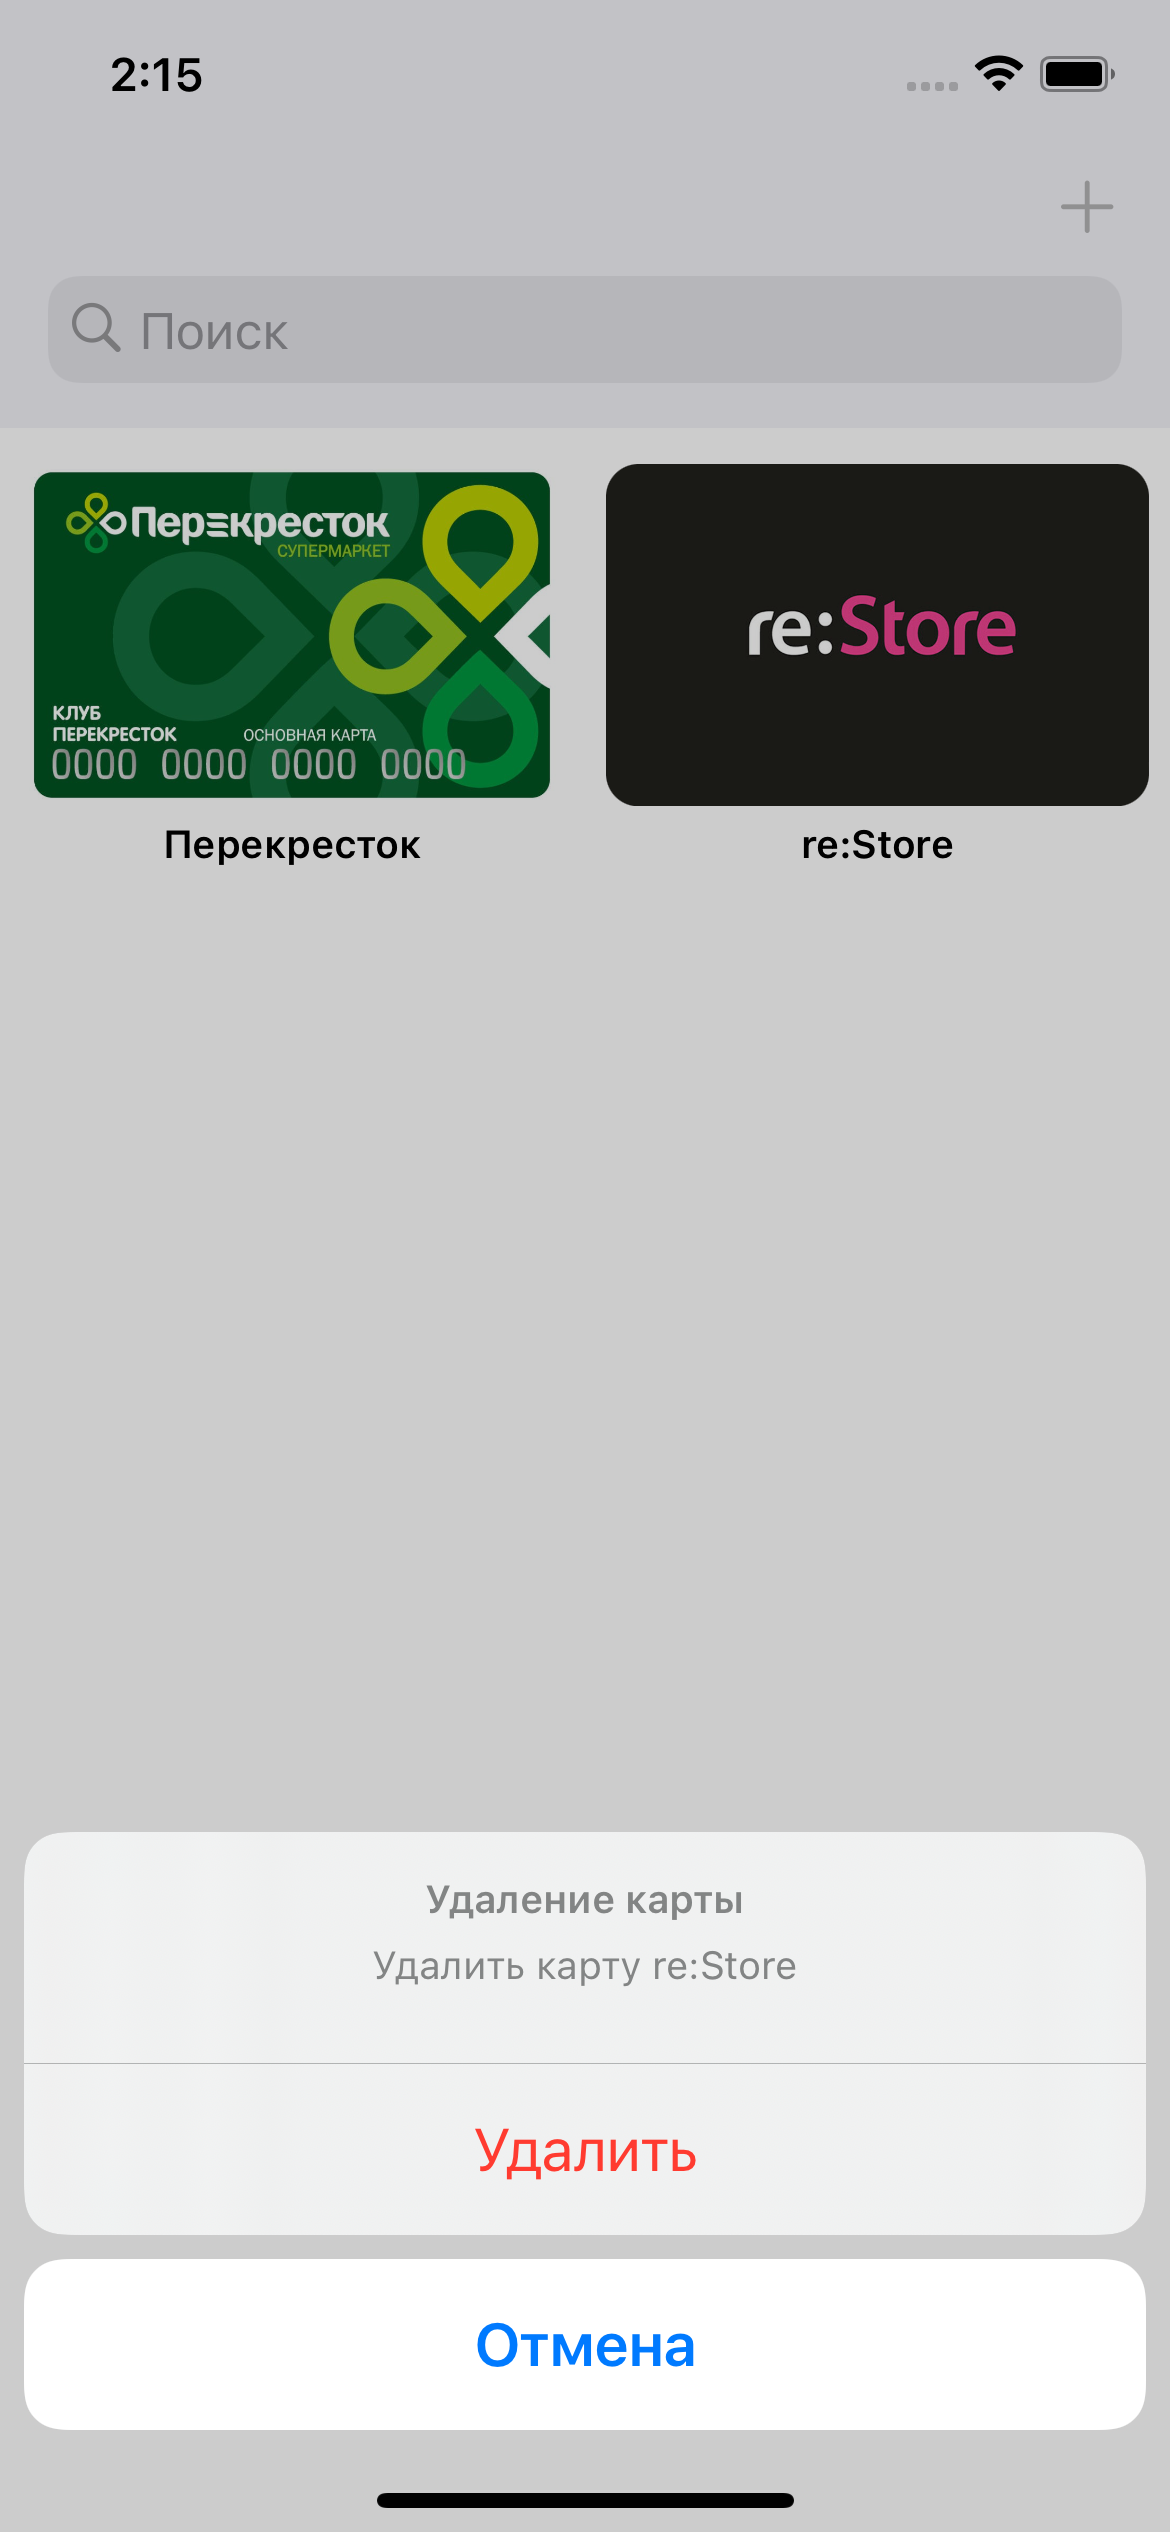 2:15
Поиск
Перекресток
СУПЕРМАРКЕТ
КЛУБ
ПЕРЕКРЕСТОК
ОСНОВНАЯ КАРТА
0000 0000 0000 0000
re:Store
Перекресток
re:Store
Удаление карты
Удалить карту re:Store
Удалить
Отмена